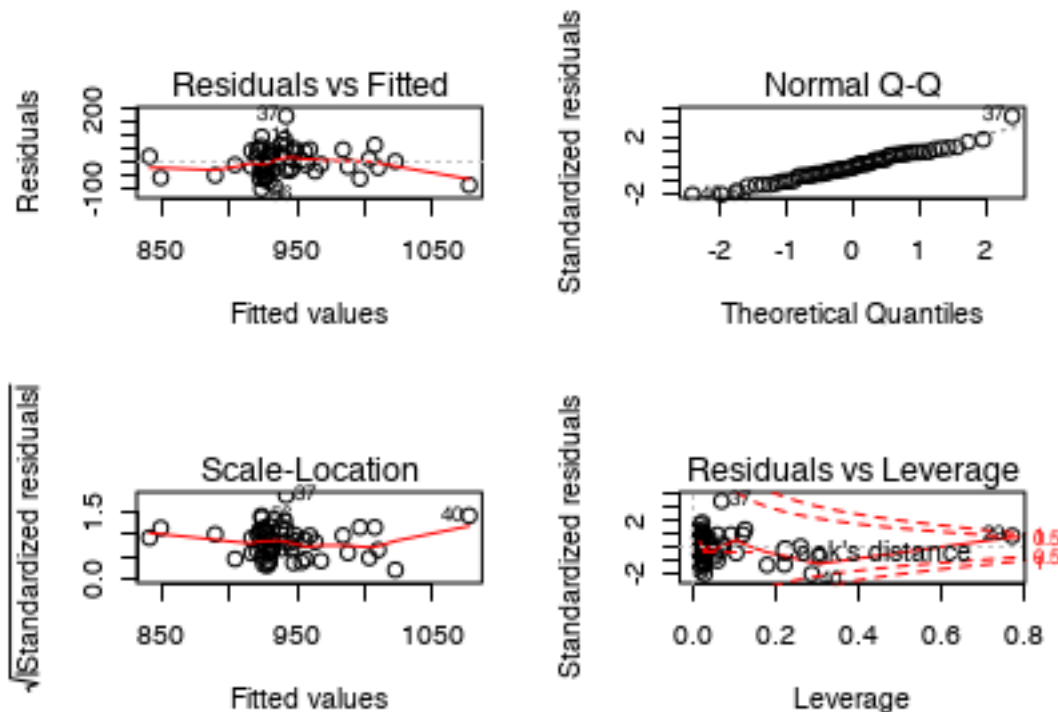 Residuals vs Fitted
Residuals
200
-100
37
850 950 1050
Fitted values
Normal Q-Q
Standardized residuals
2
-2
37
-2 -1 0 1 2
Theoretical Quantiles
Scale-Location
√|Standardized residuals|
1.5
0.0
37
40
850 950 1050
Fitted values
Residuals vs Leverage
Standardized residuals
2
-2
37
Cook's distance
0.0 0.2 0.4 0.6 0.8
Leverage